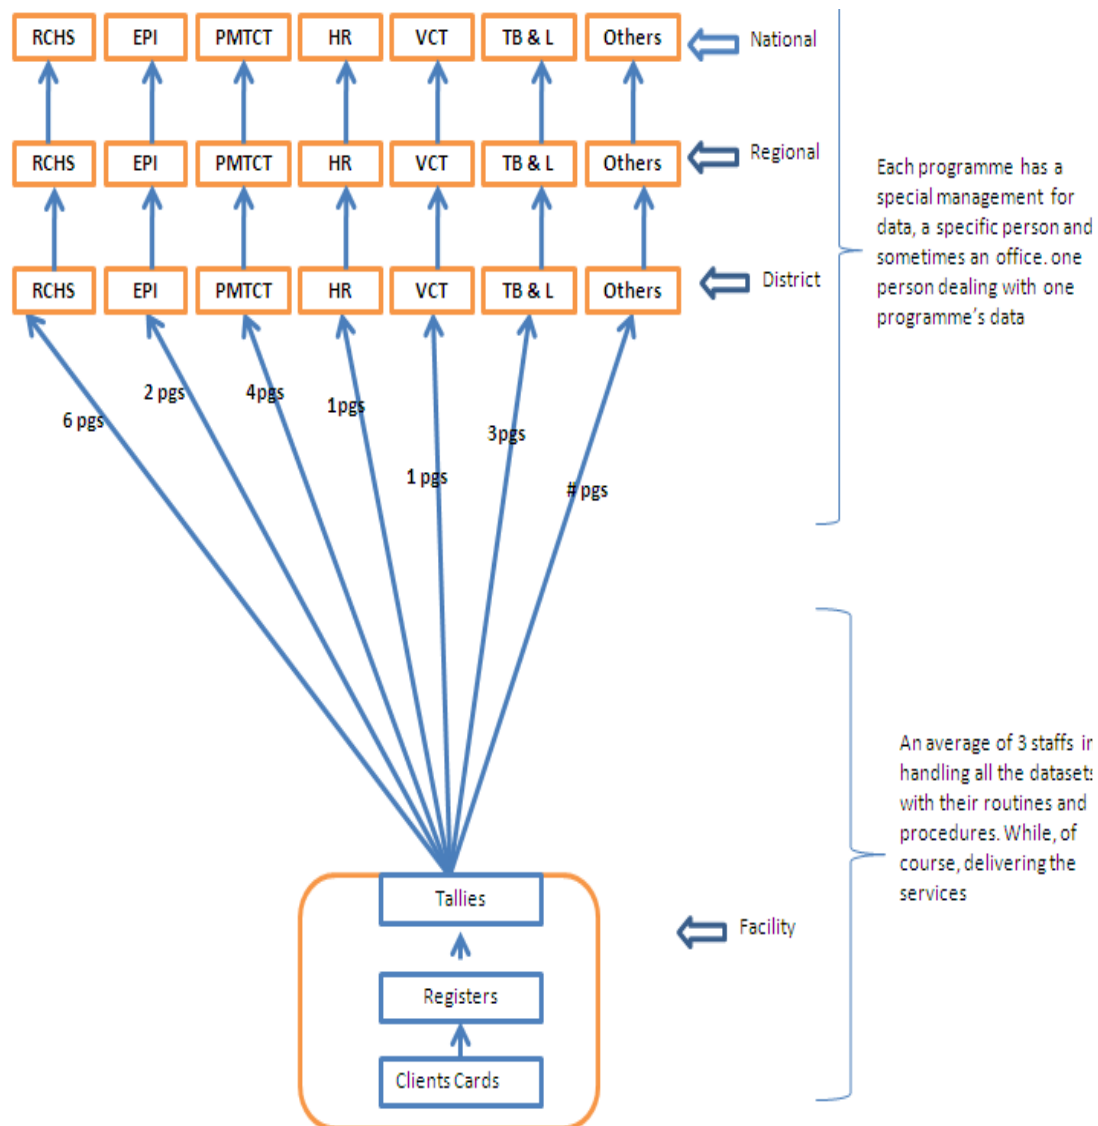 RCHS EPI PMTCT HR VCT TB & L Others National
RCHS EPI PMTCT HR VCT TB & L Others Regional
RCHS EPI PMTCT HR VCT TB & L Others District
Each programme has a
special management for
data, a specific person and
sometimes an office. one
person dealing with one
programme's data
6 pgs
2 pgs
4pgs
1pgs
1 pgs
3pgs
# pgs
An average of 3 staffs in
handling all the datasets
with their routines and
procedures. While, of
course, delivering the
services
Tallies
Facility
Registers
Clients Cards